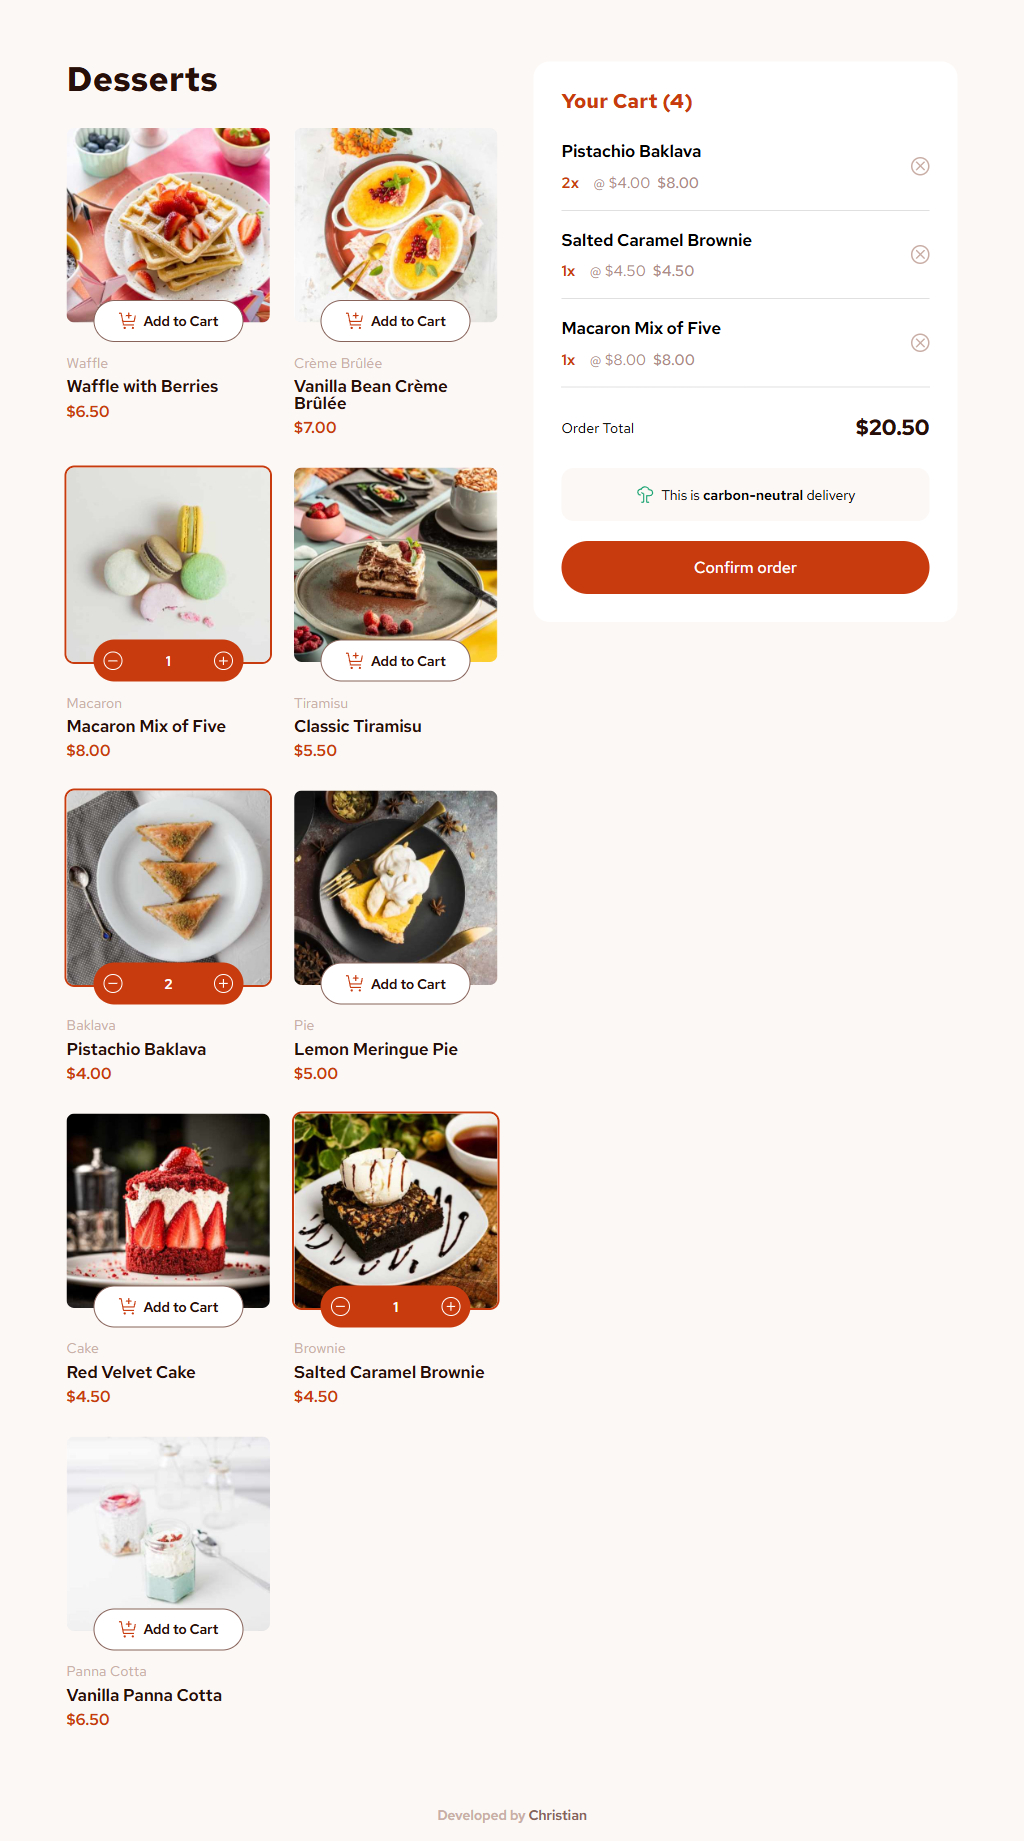 Desserts
Add to Cart
Waffle
Waffle with Berries
$6.50
Add to Cart
Crème Brûlée
Vanilla Bean Crème
Brûlée
$7.00
1
Macaron
Macaron Mix of Five
$8.00
Add to Cart
Tiramisu
Classic Tiramisu
$5.50
2
Baklava
Pistachio Baklava
$4.00
Add to Cart
Pie
Lemon Meringue Pie
$5.00
Add to Cart
Cake
Red Velvet Cake
$4.50
1
Brownie
Salted Caramel Brownie
$4.50
Add to Cart
Panna Cotta
Vanilla Panna Cotta
$6.50
Your Cart (4)
Pistachio Baklava
2x @ $4.00 $8.00
Salted Caramel Brownie
1x @ $4.50 $4.50
Macaron Mix of Five
1x @ $8.00 $8.00
Order Total $20.50
This is carbon-neutral delivery
Confirm order
Developed by Christian